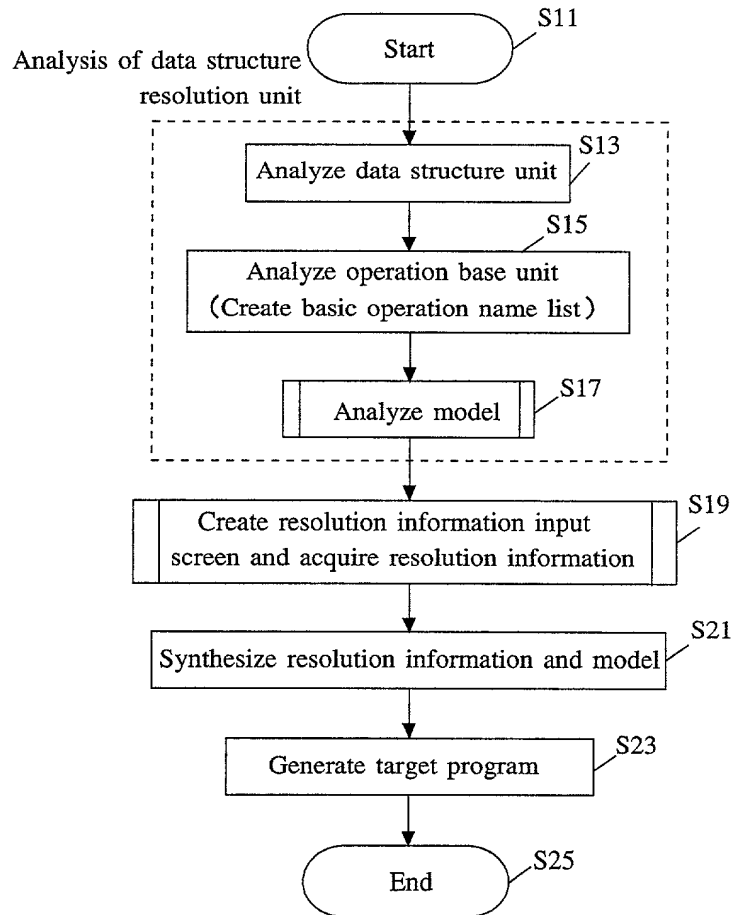 S11
Start
Analysis of data structure
resolution unit
S13
Analyze data structure unit
S15
Analyze operation base unit
(Create basic operation name list)
S17
Analyze model
S19
Create resolution information input
screen and acquire resolution information
S21
Synthesize resolution information and model
S23
Generate target program
S25
End